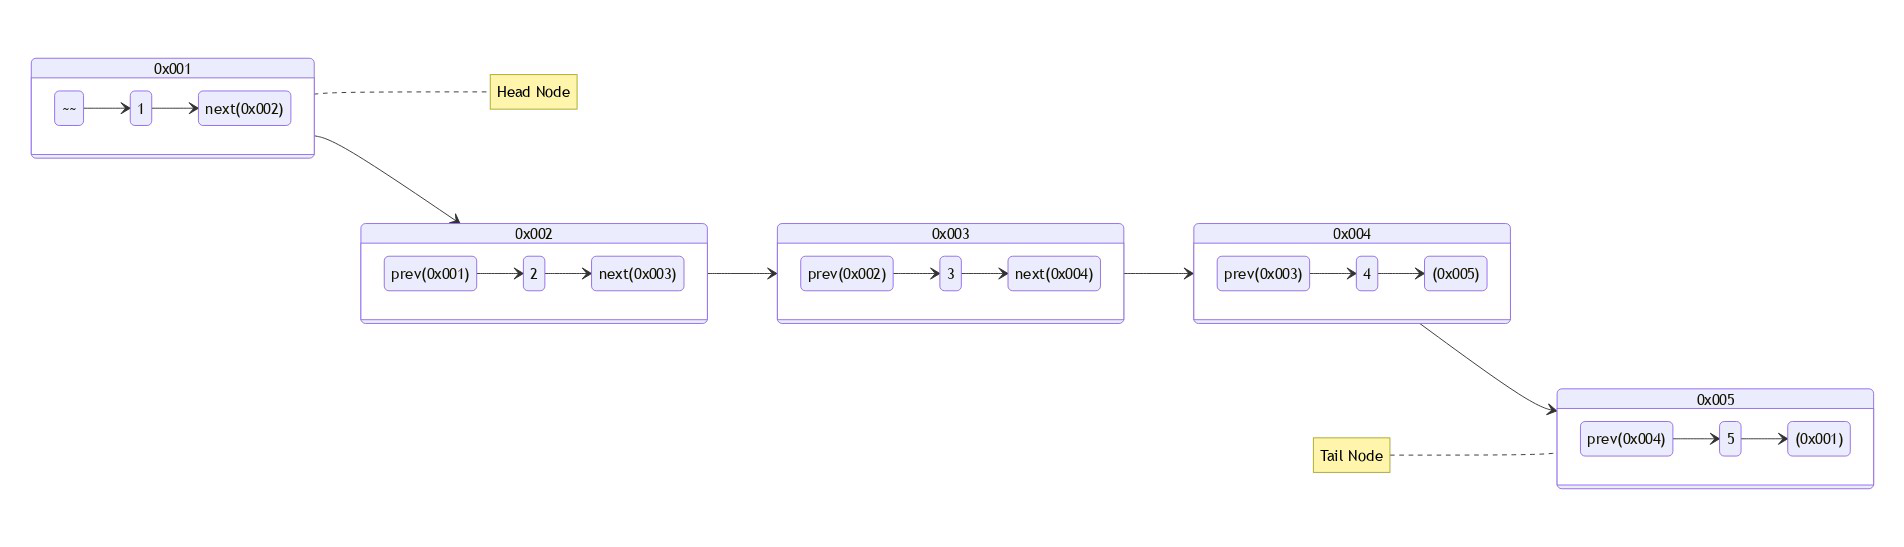 0x001
~~
1
next(0x002)
Head Node
0x002
prev(0x001)
2
next(0x003)
0x003
prev(0x002)
3
next(0x004)
0x004
prev(0x003)
4
(0x005)
0x005
prev(0x004)
5
(0x001)
Tail Node